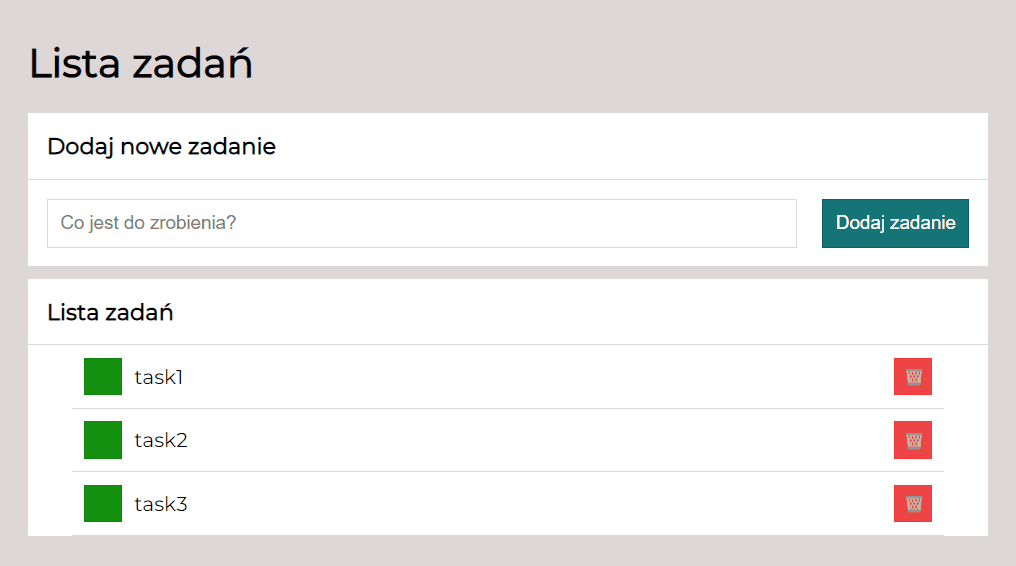 Lista zadań
Dodaj nowe zadanie
Co jest do zrobienia?
Dodaj zadanie
Lista zadań
task1
task2
task3